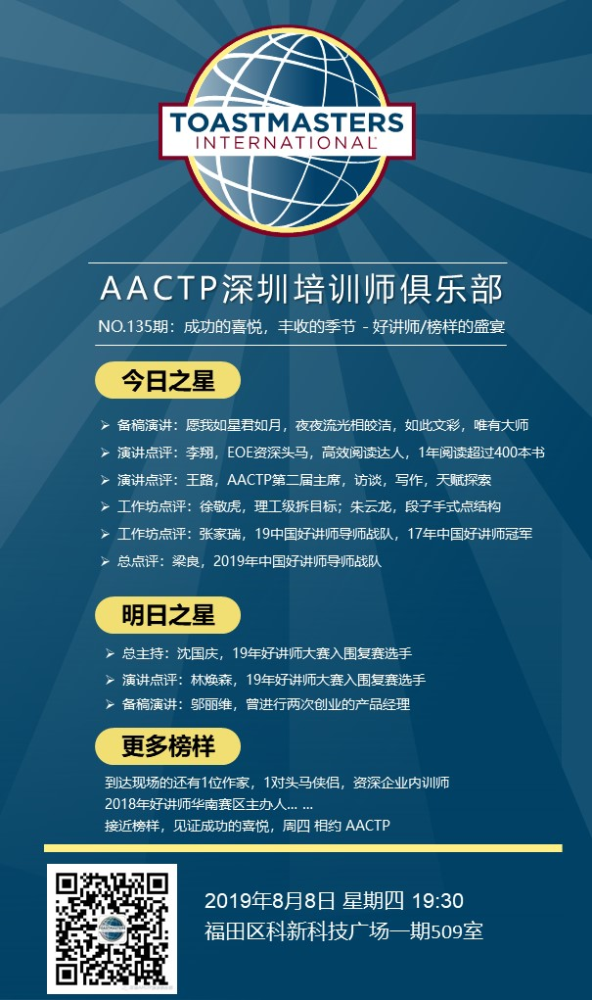 TOASTMASTERS
INTERNATIONAL
AACTP深圳培训师俱乐部
NO.135期：成功的喜悦，丰收的季节 - 好讲师/榜样的盛宴
今日之星
➢ 备稿演讲：愿我如星君如月，夜夜流光相皎洁，如此文彩，唯有大师
➢ 演讲点评：李翔，EOE资深头马，高效阅读达人，1年阅读超过400本书
➢ 演讲点评：王路，AACTP第二届主席，访谈，写作，天赋探索
➢ 工作坊点评：徐敬虎，理工级拆目标；朱云龙，段子手式点结构
➢ 工作坊点评：张家瑞，19中国好讲师导师战队，17年中国好讲师冠军
➢ 总点评：梁良，2019年中国好讲师导师战队
明日之星
➢ 总主持：沈国庆，19年好讲师大赛入围复赛选手
➢ 演讲点评：林焕森，19年好讲师大赛入围复赛选手
➢ 备稿演讲：邬丽维，曾进行两次创业的产品经理
更多榜样
到达现场的还有1位作家，1对头马侠侣，资深企业内训师
2018年好讲师华南赛区主办人... ...
接近榜样，见证成功的喜悦，周四 相约 AACTP
2019年8月8日 星期四 19:30
福田区科新科技广场一期509室
TOASTMASTERS